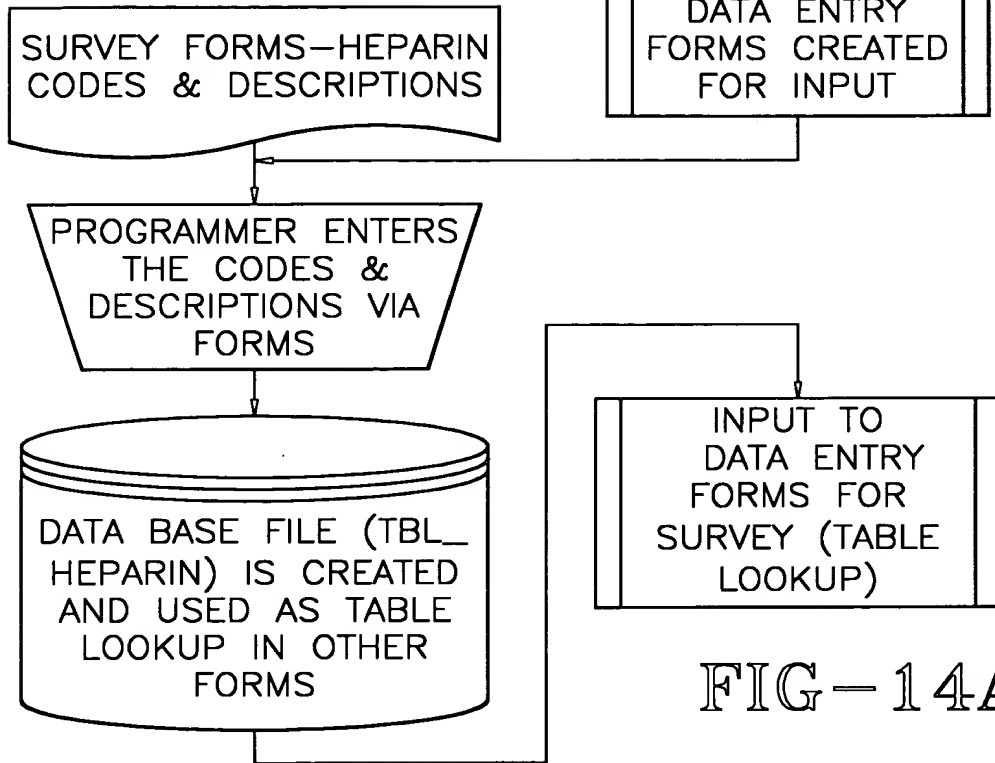 SURVEY FORMS-HEPARIN
CODES & DESCRIPTIONS
DATA ENTRY
FORMS CREATED
FOR INPUT
PROGRAMMER ENTERS
THE CODES &
DESCRIPTIONS VIA
FORMS
DATA BASE FILE (TBL_
HEPARIN) IS CREATED
AND USED AS TABLE
LOOKUP IN OTHER
FORMS
INPUT TO
DATA ENTRY
FORMS FOR
SURVEY (TABLE
LOOKUP)
FIG-14A